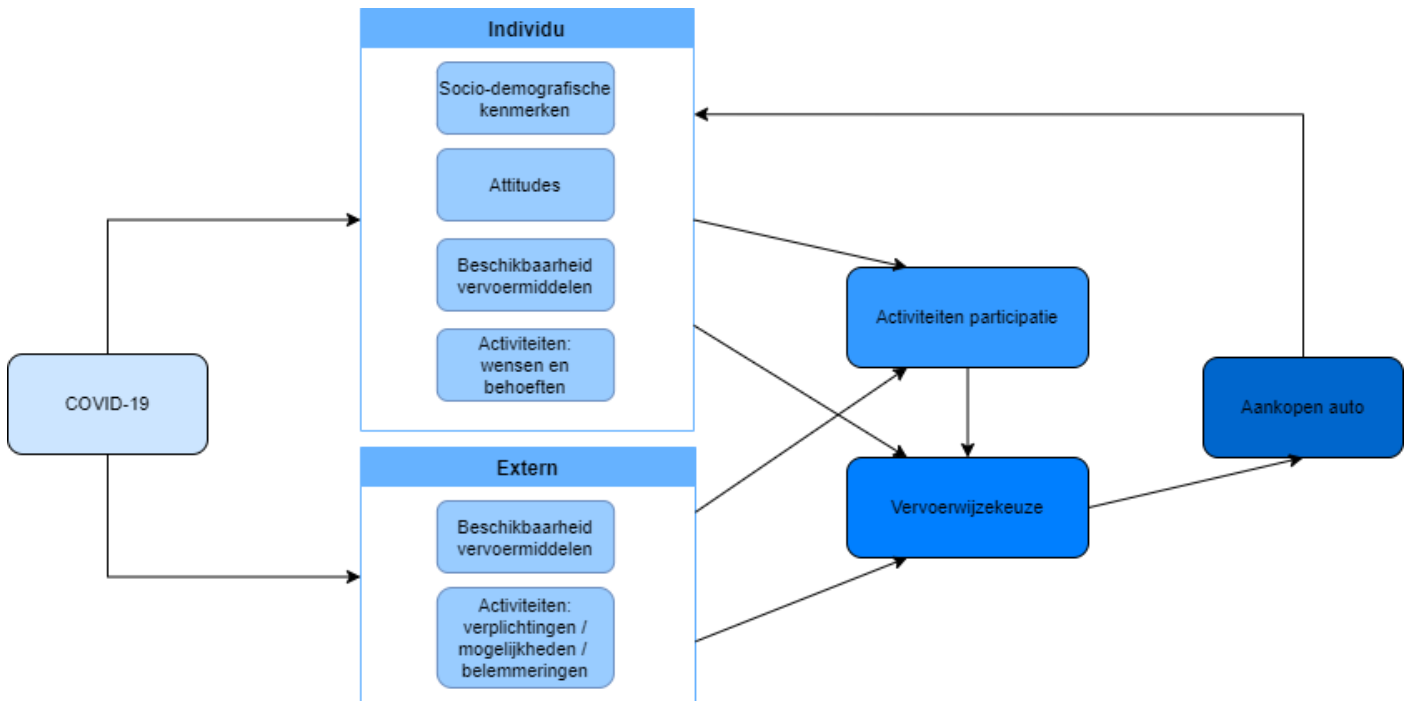 Individu
Socio-demografische
kenmerken
Attitudes
Beschikbaarheid
vervoermiddelen
Activiteiten:
wensen en
behoeften
COVID-19
Extern
Beschikbaarheid
vervoermiddelen
Activiteiten:
verplichtingen /
mogelijkheden /
belemmeringen
Activiteiten participatie
Vervoerwijzekeuze
Aankopen auto